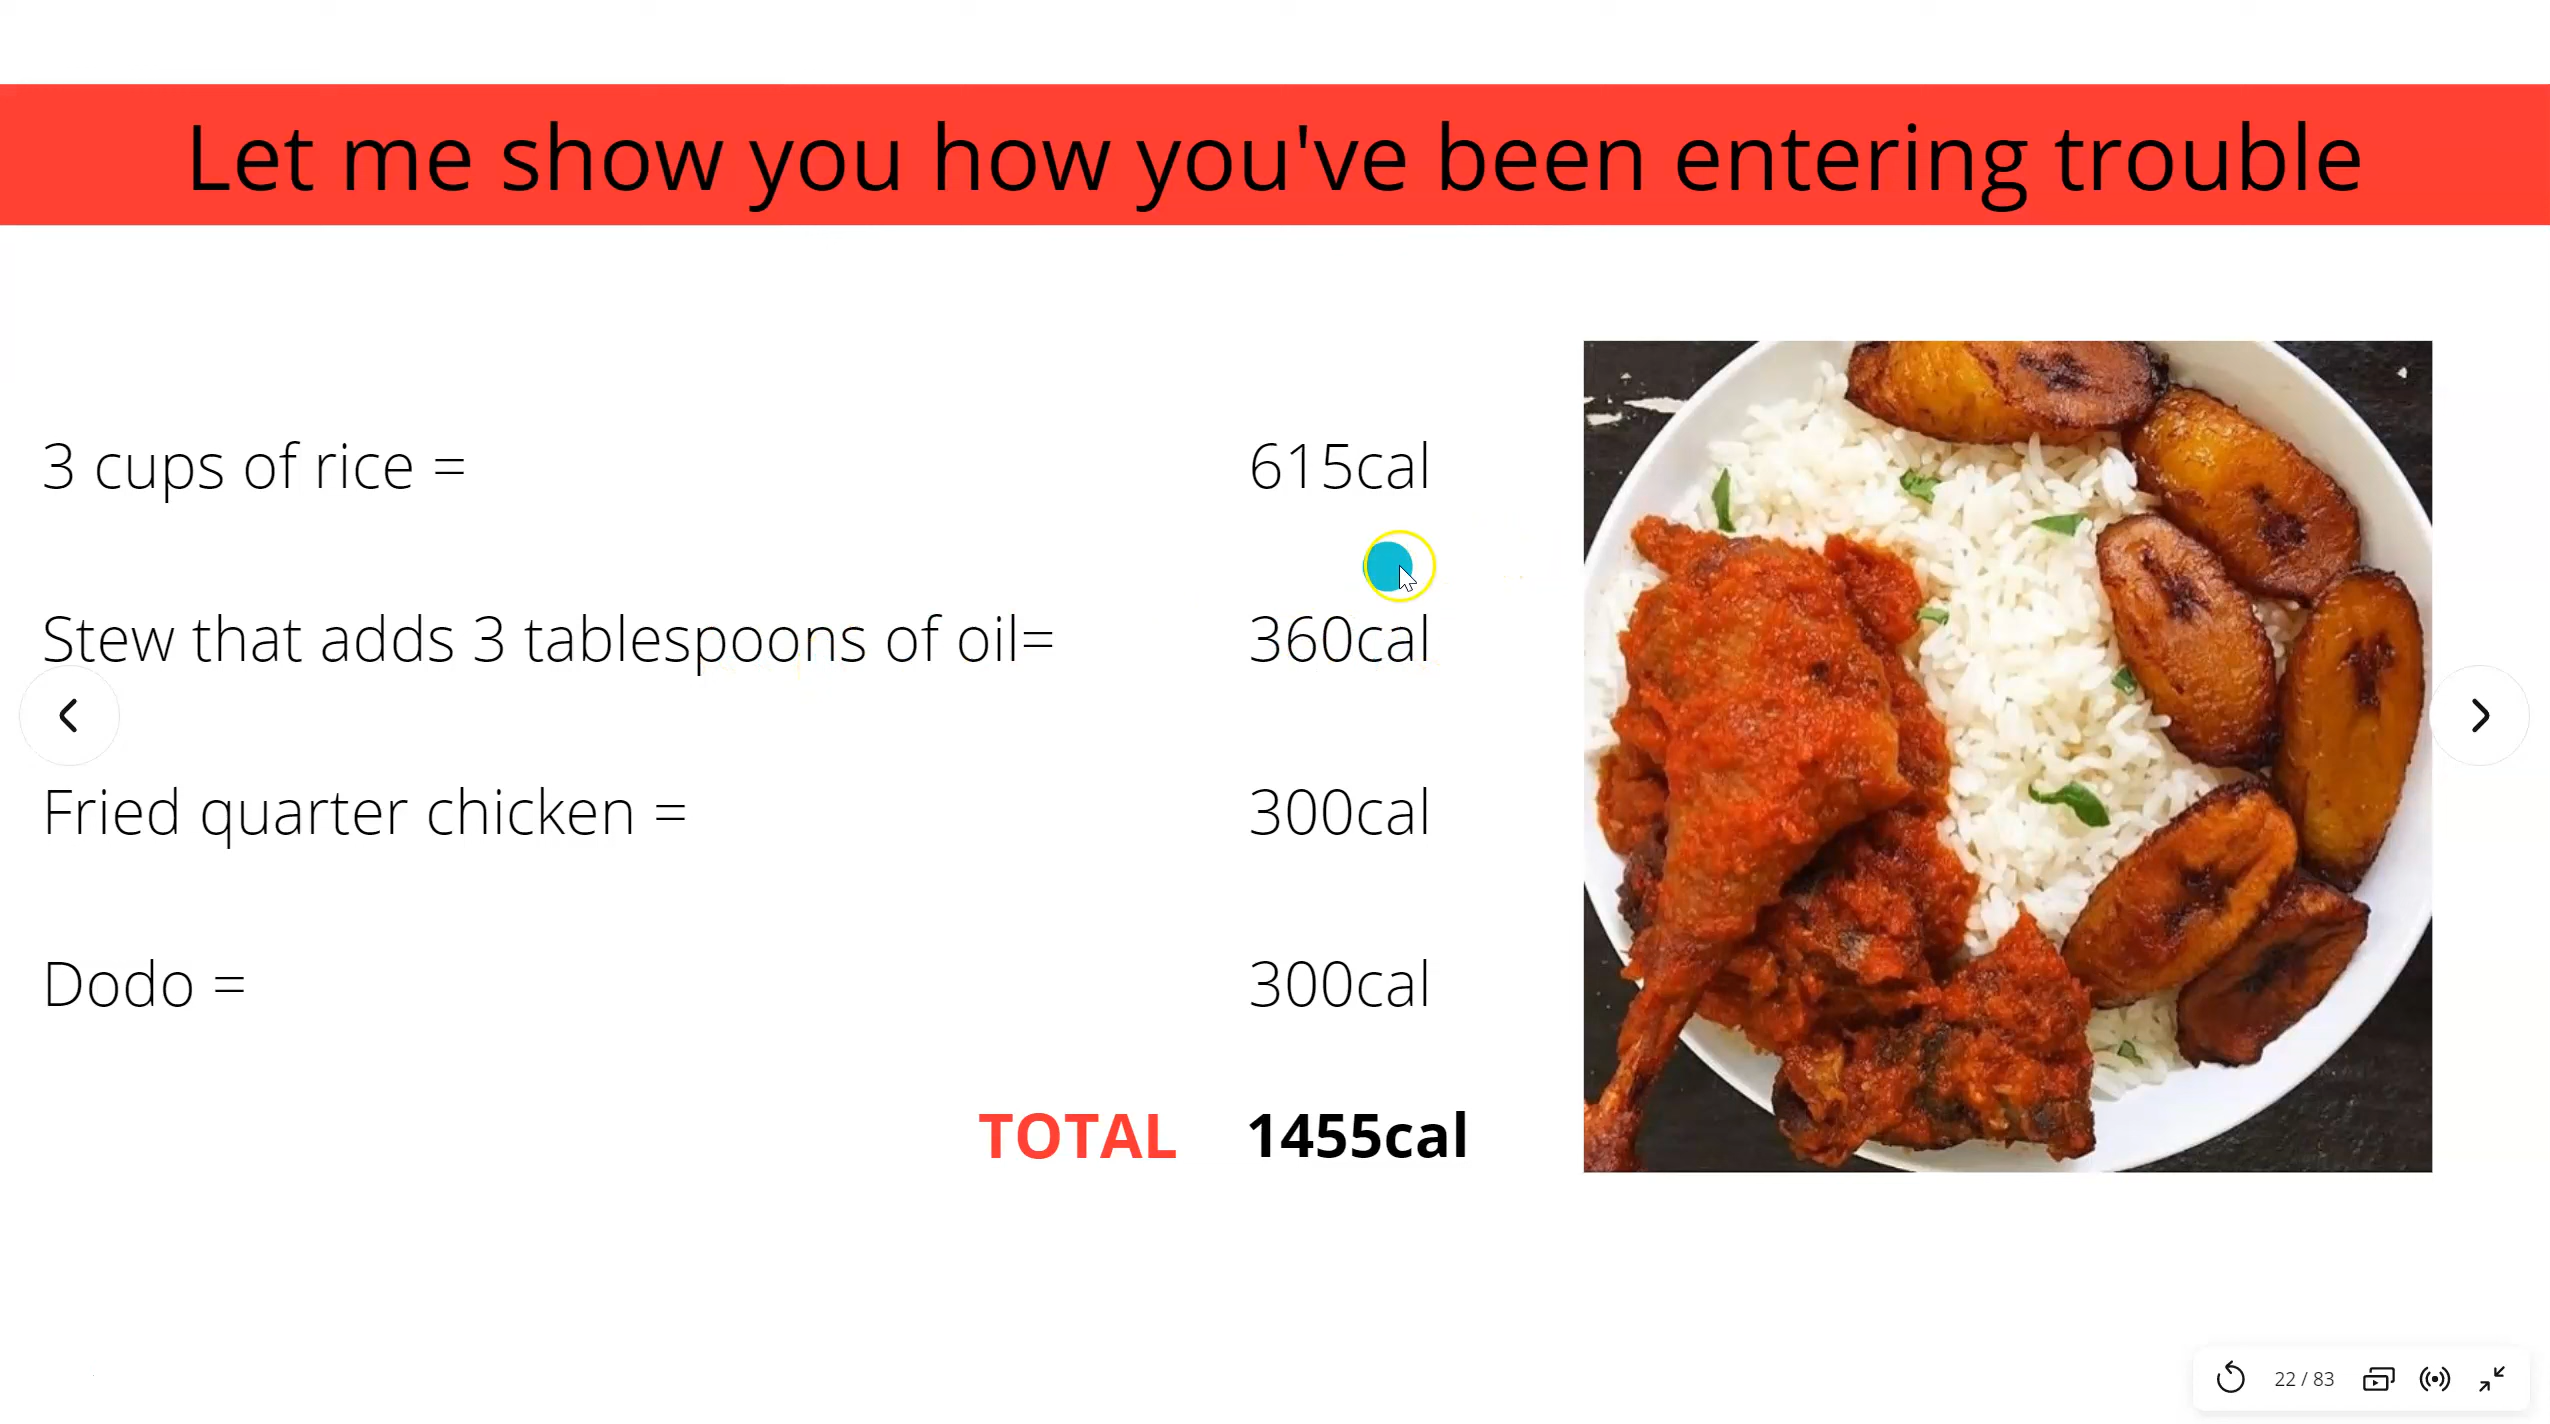 Let me show you how you've been entering trouble
3 cups of rice = 615cal
Stew that adds 3 tablespoons of oil= 360cal
Fried quarter chicken = 300cal
Dodo = 300cal
TOTAL 1455cal
22 / 83